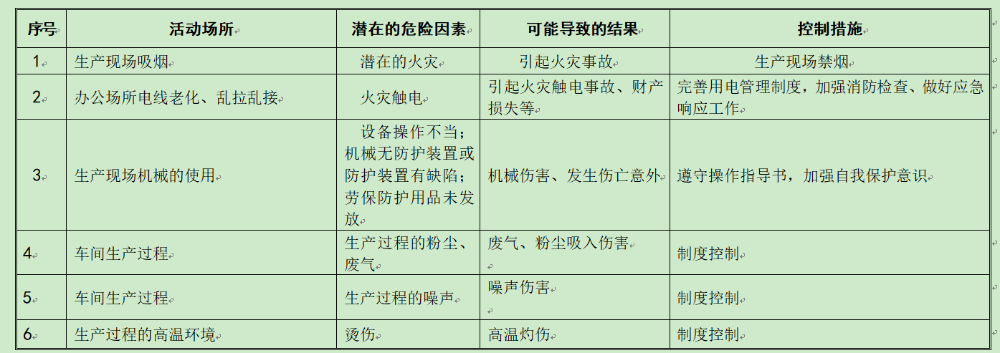 序号 活动场所 潜在的危险因素 可能导致的结果 控制措施
1 生产现场吸烟 潜在的火灾 引起火灾事故 生产现场禁烟
2 办公场所电线老化、乱拉乱接 火灾触电 引起火灾触电事故、财产
损失等
完善用电管理制度，加强消防检查、做好应急
响应工作
3 生产现场机械的使用
设备操作不当；
机械无防护装置或
防护装置有缺陷；
劳保防护用品未发
放
机械伤害、发生伤亡意外 遵守操作指导书，加强自我保护意识
4 车间生产过程
生产过程的粉尘、
废气
废气、粉尘吸入伤害
制度控制
5 车间生产过程 生产过程的噪声 噪声伤害 制度控制
6 生产过程的高温环境 烫伤 高温灼伤 制度控制